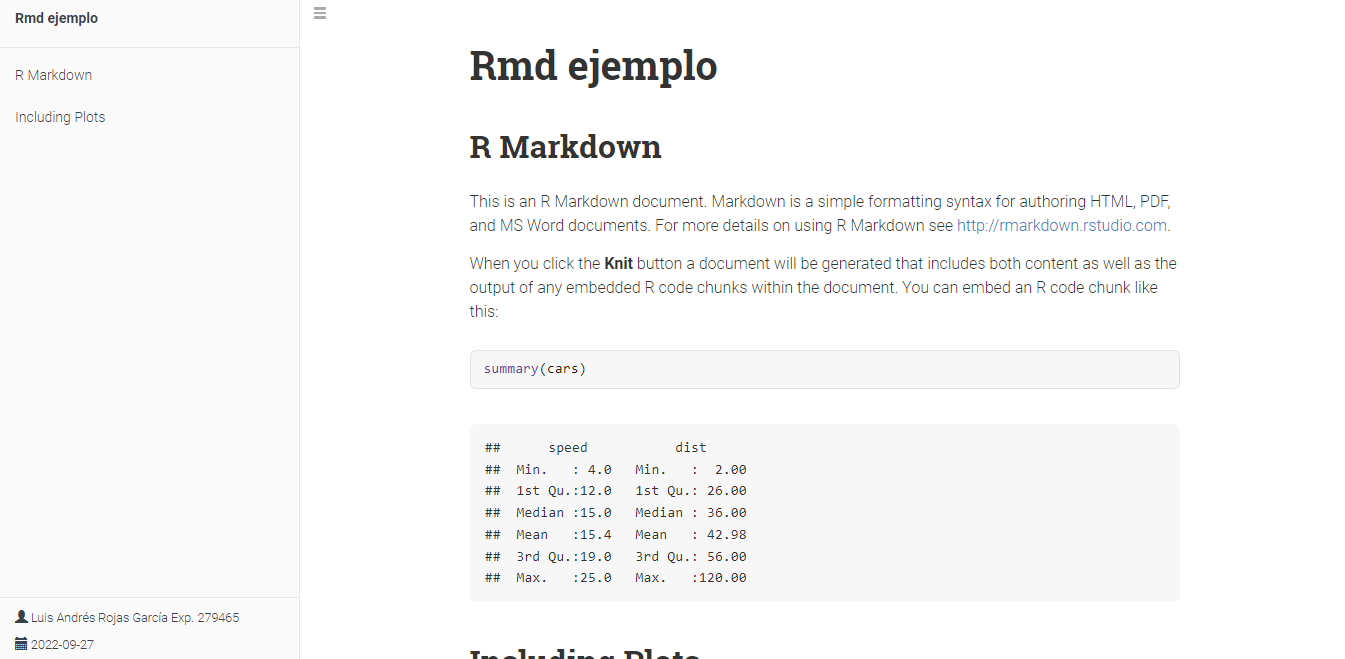 Rmd ejemplo
R Markdown
Including Plots
Luis Andrés Rojas García Exp. 279465
2022-09-27
Rmd ejemplo
R Markdown
This is an R Markdown document. Markdown is a simple formatting syntax for authoring HTML, PDF,
and MS Word documents. For more details on using R Markdown see http://rmarkdown.rstudio.com.
When you click the Knit button a document will be generated that includes both content as well as the
output of any embedded R code chunks within the document. You can embed an R code chunk like
this:
summary(cars)
##      speed           dist
##  Min.   : 4.0   Min.   :  2.00
##  1st Qu.:12.0   1st Qu.: 26.00
##  Median :15.0   Median : 36.00
##  Mean   :15.4   Mean   : 42.98
##  3rd Qu.:19.0   3rd Qu.: 56.00
##  Max.   :25.0   Max.   :120.00
Including Plots